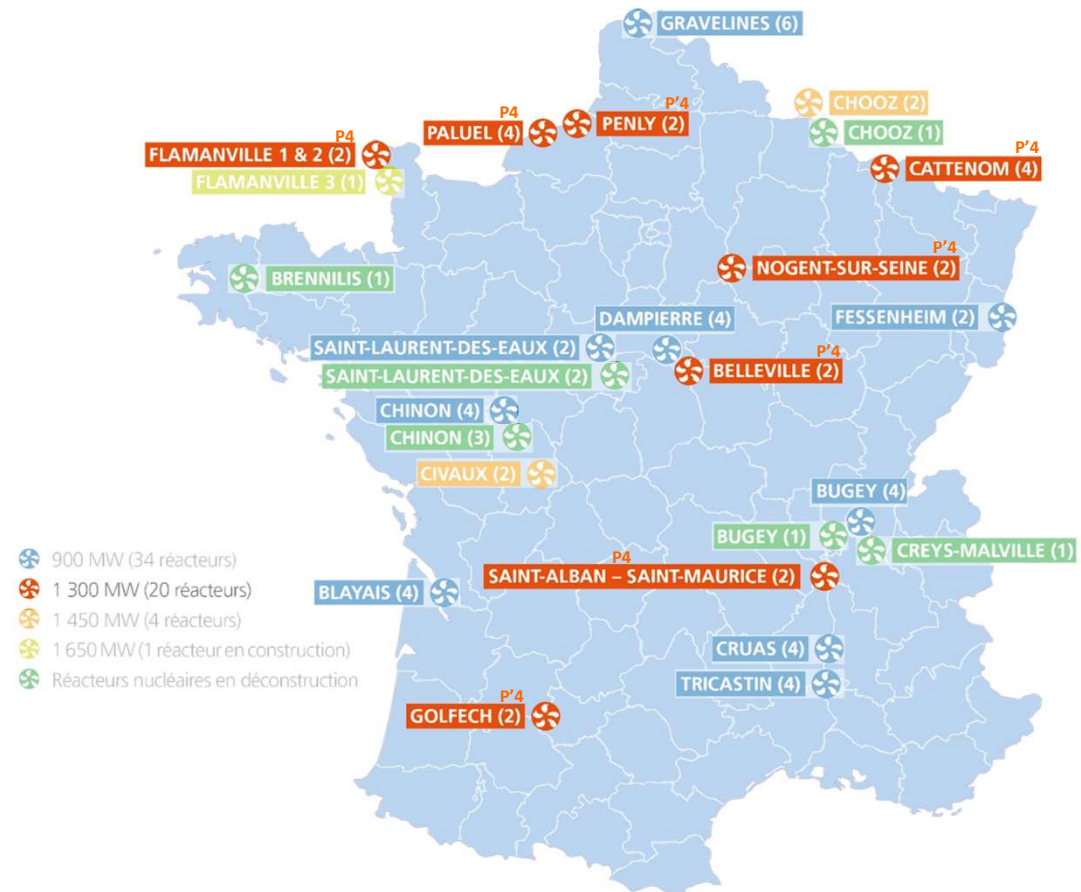 GRAVELINES (6)
CHOOZ (2)
P4
P'4
PALUEL (4)
PENLY (2)
CHOOZ (1)
P4
P'4
FLAMANVILLE 1 & 2 (2)
CATTENOM (4)
FLAMANVILLE 3 (1)
P'4
BRENNILIS (1)
NOGENT-SUR-SEINE (2)
DAMPIERRE (4)
FESSENHEIM (2)
SAINT-LAURENT-DES-EAUX (2)
P'4
SAINT-LAURENT-DES-EAUX (2)
BELLEVILLE (2)
CHINON (4)
CHINON (3)
CIVAUX (2)
BUGEY (4)
BUGEY (1)
CREYS-MALVILLE (1)
P4
SAINT-ALBAN – SAINT-MAURICE (2)
BLAYAIS (4)
CRUAS (4)
TRICASTIN (4)
P'4
GOLFECH (2)
900 MW (34 réacteurs)
1 300 MW (20 réacteurs)
1 450 MW (4 réacteurs)
1 650 MW (1 réacteur en construction)
Réacteurs nucléaires en déconstruction